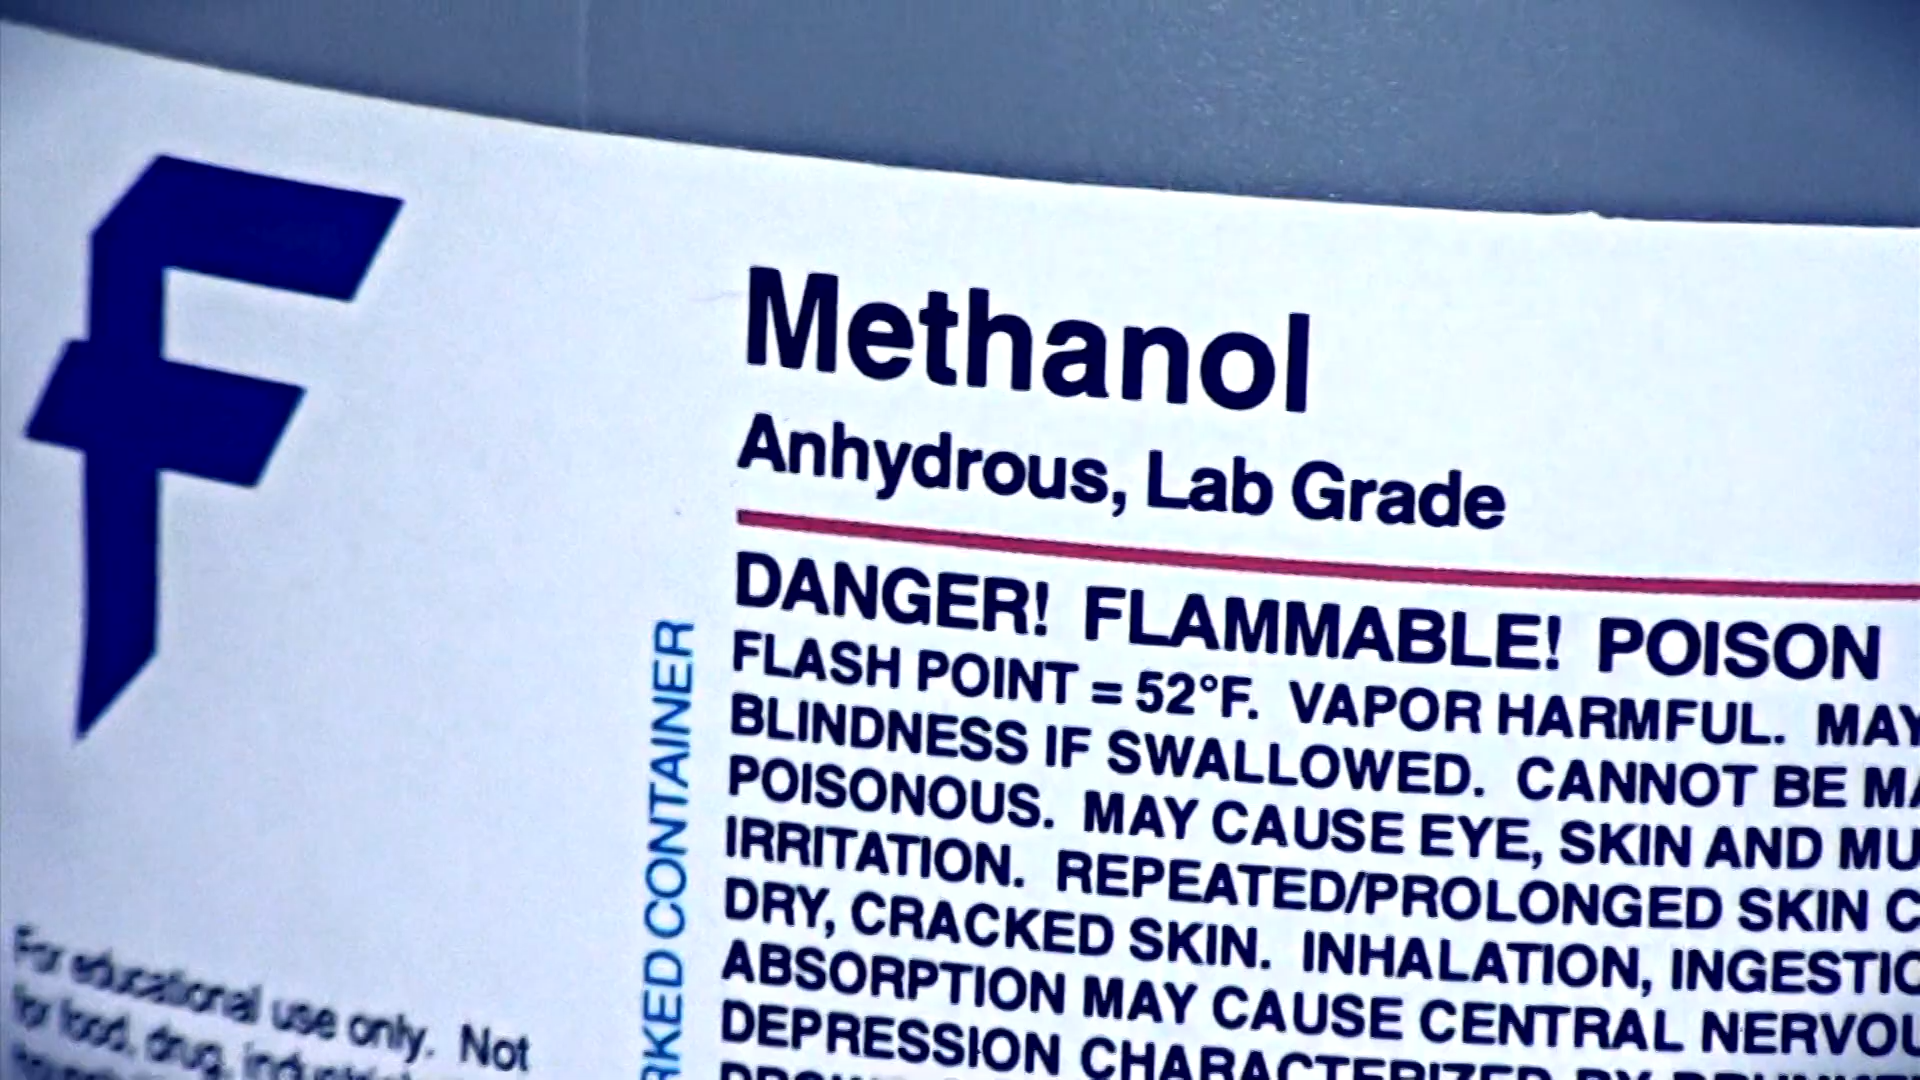 F
Methanol
Anhydrous, Lab Grade
DANGER! FLAMMABLE! POISON
FLASH POINT = 52°F. VAPOR HARMFUL. MAY
BLINDNESS IF SWALLOWED. CANNOT BE MA
POISONOUS. MAY CAUSE EYE, SKIN AND MU
IRRITATION. REPEATED/PROLONGED SKIN C
DRY, CRACKED SKIN. INHALATION, INGESTIO
ABSORPTION MAY CAUSE CENTRAL NERVOU
DEPRESSION CHARACTERIZED BY
RKED CONTAINER
For educational use only. Not
for food, drug,